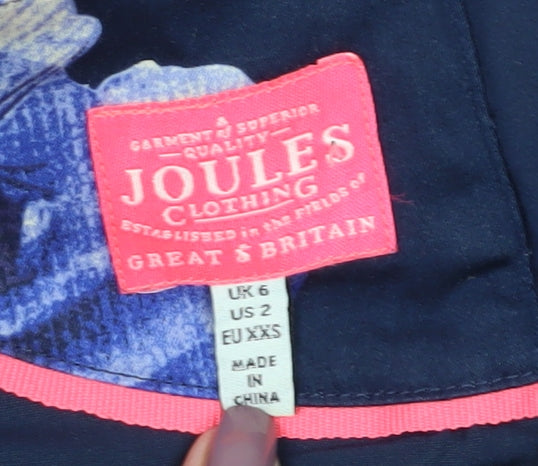 A
GARMENT of SUPERIOR
QUALITY
JOULES
CLOTHING
ESTABLISHED in the FIELDS of
GREAT & BRITAIN
UK 6
US 2
EU XXS
MADE
IN
CHINA